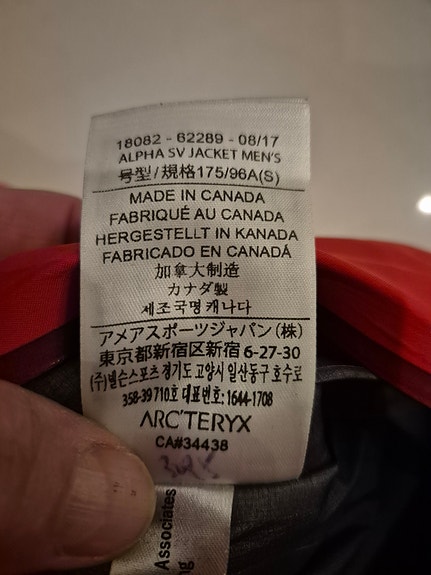 18082 - 62289 - 08/17
ALPHA SV JACKET MEN'S
号型/規格175/96A(S)
MADE IN CANADA
FABRIQUÉ AU CANADA
HERGESTELLT IN KANADA
FABRICADO EN CANADÁ
加拿大制造
カナダ製
제조국명캐나다
アメアスポーツジャパン(株)
東京都新宿区新宿6-27-30
(주)넬슨스포츠 경기도 고양시 일산동구 호수로
358-39 710호 대표번호: 1644-1708
ARC'TERYX
CA#34438
Associates